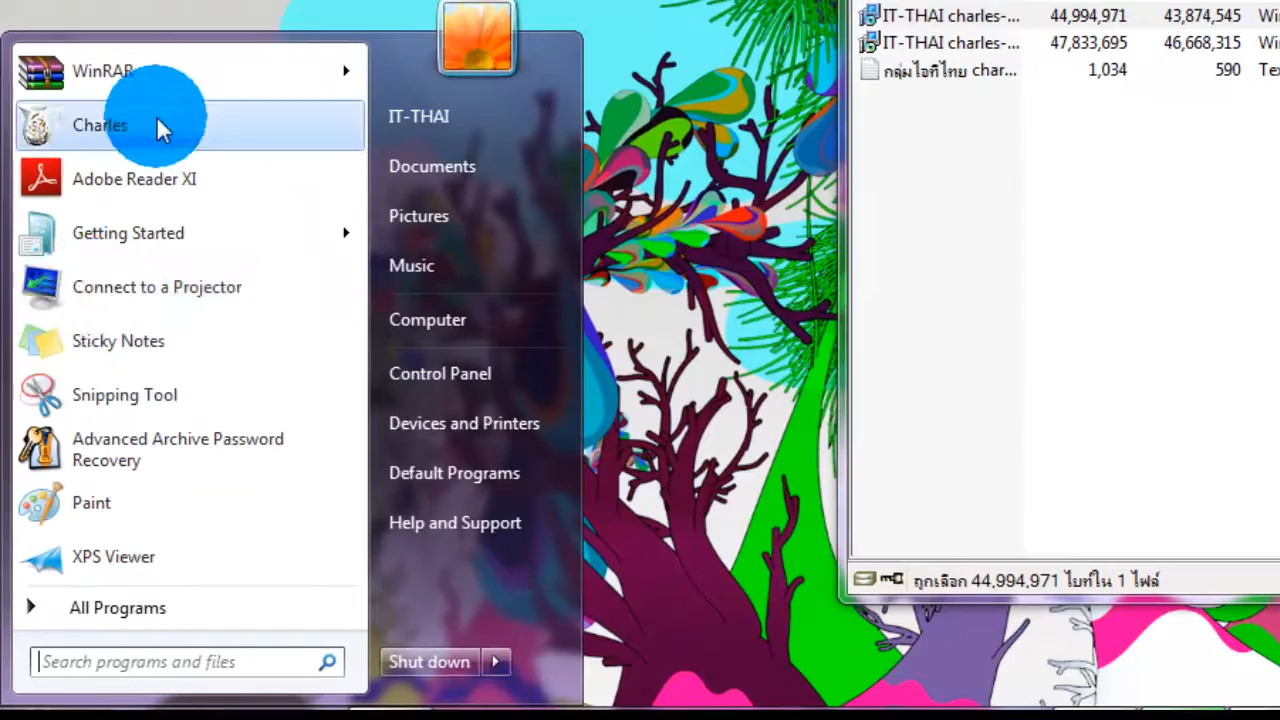 WinRAR
Charles
Adobe Reader XI
Getting Started
Connect to a Projector
Sticky Notes
Snipping Tool
Advanced Archive Password
Recovery
Paint
XPS Viewer
All Programs
Search programs and files
IT-THAI
Documents
Pictures
Music
Computer
Control Panel
Devices and Printers
Default Programs
Help and Support
Shut down
IT-THAI charles-... 44,994,971 43,874,545 Wi
IT-THAI charles-... 47,833,695 46,668,315 Wi
กลุ่มไอทีไทย char... 1,034 590 Te
ถูกเลือก 44,994,971 ไบท์ใน 1 ไฟล์